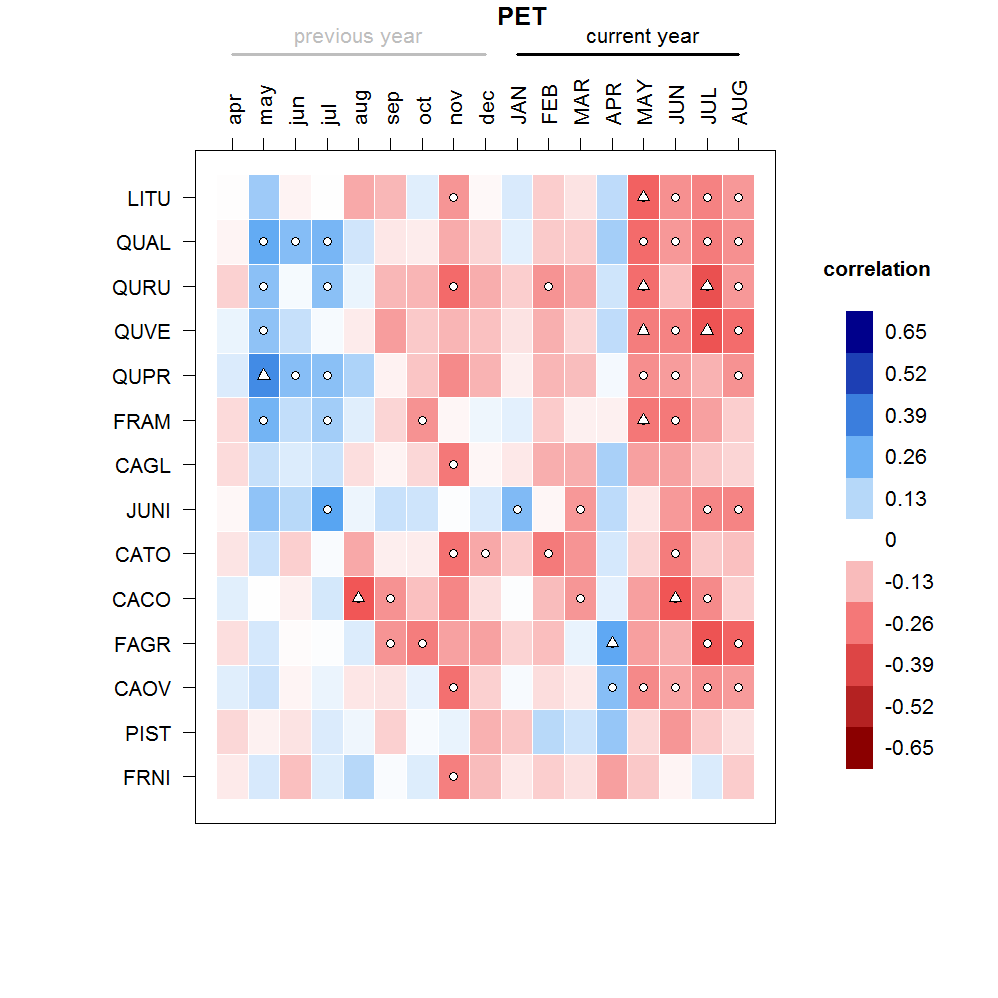 PET
previous year current year
apr may jun jul aug sep oct nov dec JAN FEB MAR APR MAY JUN JUL AUG
LITU
QUAL
QURU
QUVE
QUPR
FRAM
CAGL
JUNI
CATO
CACO
FAGR
CAOV
PIST
FRNI
correlation
0.65
0.52
0.39
0.26
0.13
0
-0.13
-0.26
-0.39
-0.52
-0.65